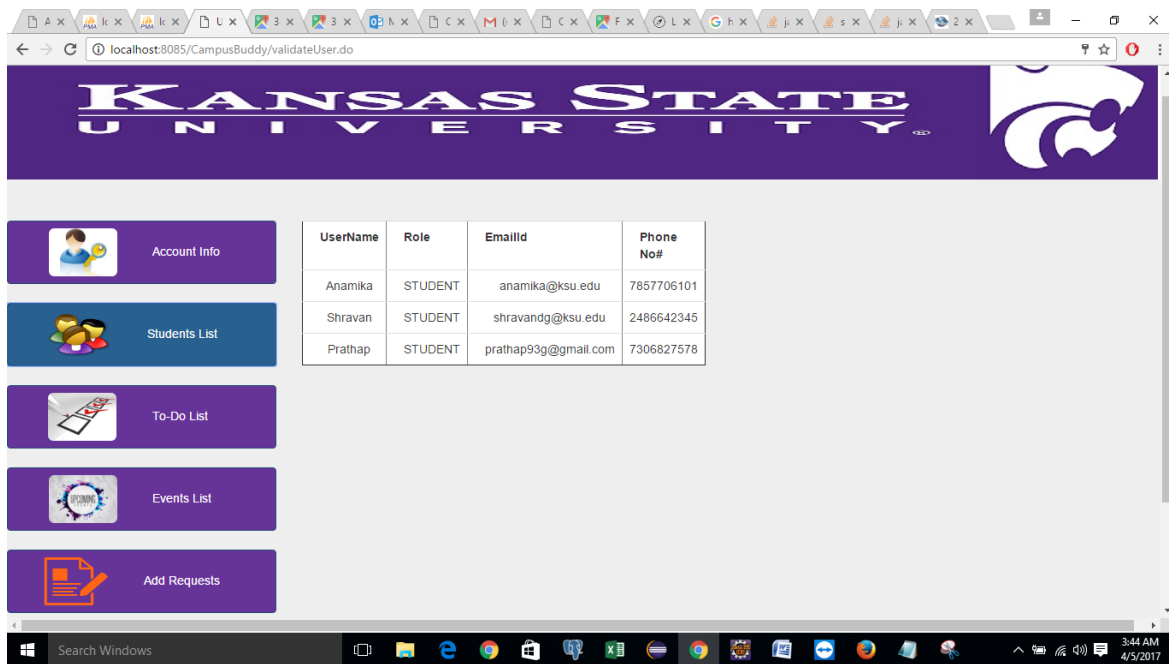 localhost:8085/CampusBuddy/validateUser.do
KANSAS STATE
UNIVERSITY
Account Info
Students List
To-Do List
UPCOMING
Events List
Add Requests
UserName Role EmailId Phone No#
Anamika STUDENT anamika@ksu.edu 7857706101
Shravan STUDENT shravandg@ksu.edu 2486642345
Prathap STUDENT prathap93g@gmail.com 7306827578
Search Windows
3:44 AM
4/5/2017